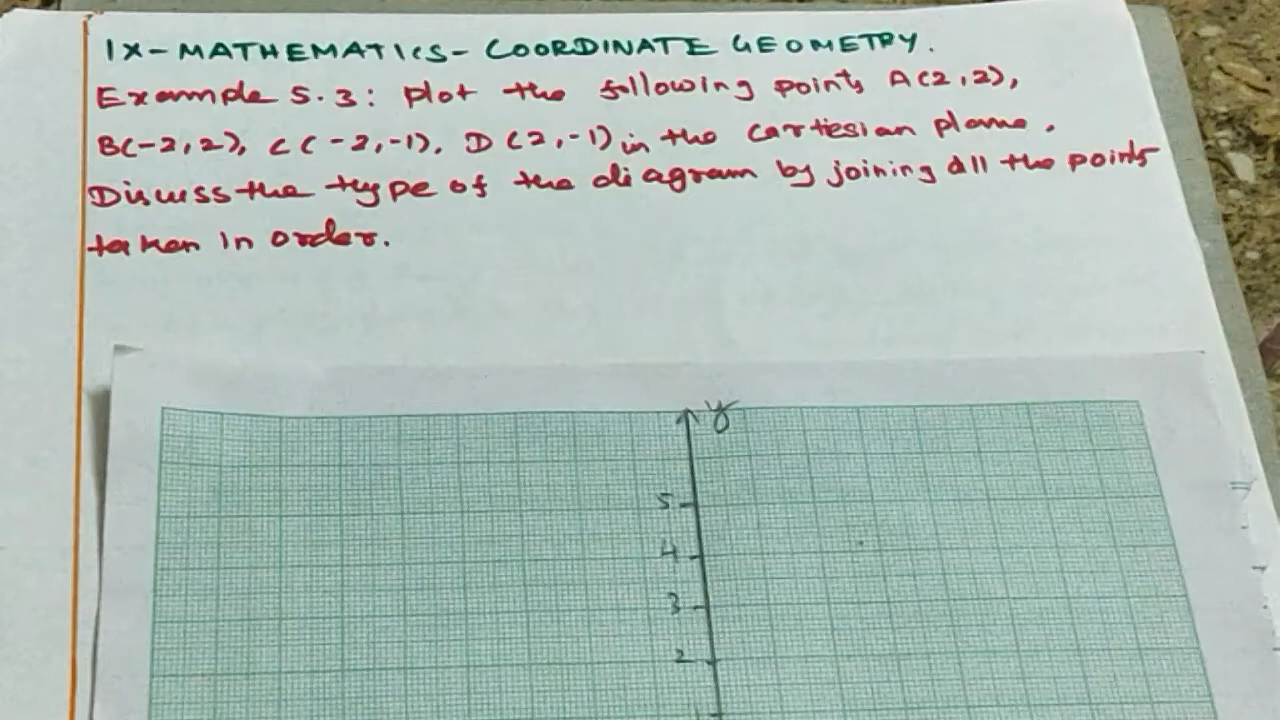 IX-MATHEMATICS-COORDINATE GEOMETRY.
Example 5.3: Plot the following points A(2,2),
B(-2,2), C(-2,-1), D(2,-1) in the cartesian plane.
Discuss the type of the diagram by joining all the points
taken in order.
y
5
4
3
2
1